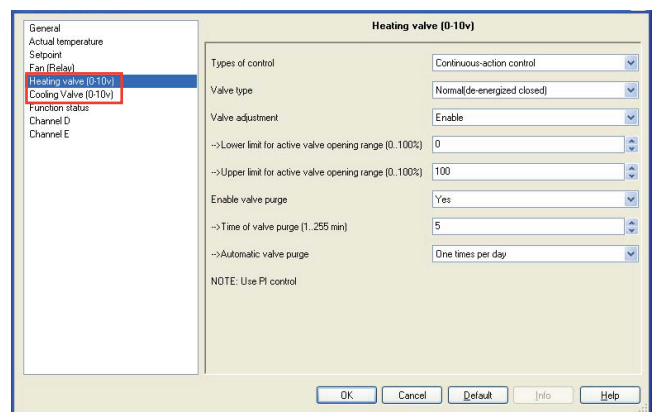 Heating valve (0-10v)
General
Actual temperature
Setpoint
Fan (Relay)
Heating valve (0-10v)
Cooling Valve (0-10v)
Function status
Channel D
Channel E
Types of control
Continuous-action control
Valve type
Normal(de-energized closed)
Valve adjustment
Enable
-->Lower limit for active valve opening range (0..100%)
0
-->Upper limit for active valve opening range (0..100%)
100
Enable valve purge
Yes
-->Time of valve purge (1..255 min)
5
-->Automatic valve purge
One times per day
NOTE: Use PI control
OK
Cancel
Default
Info
Help